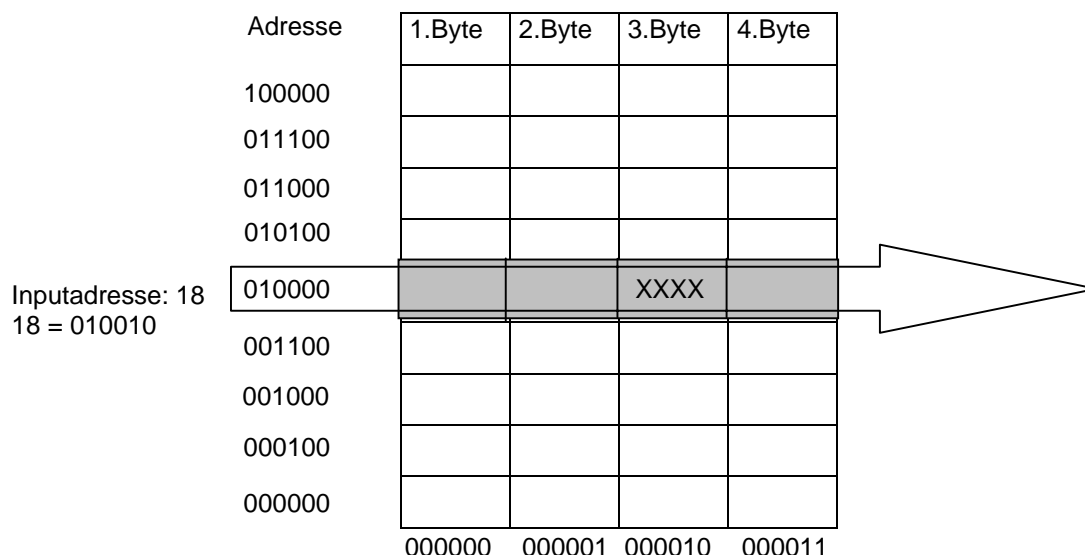 Adresse 1.Byte 2.Byte 3.Byte 4.Byte
100000
011100
011000
010100
Inputadresse: 18 010000 XXXX
18 = 010010
001100
001000
000100
000000
000000 000001 000010 000011